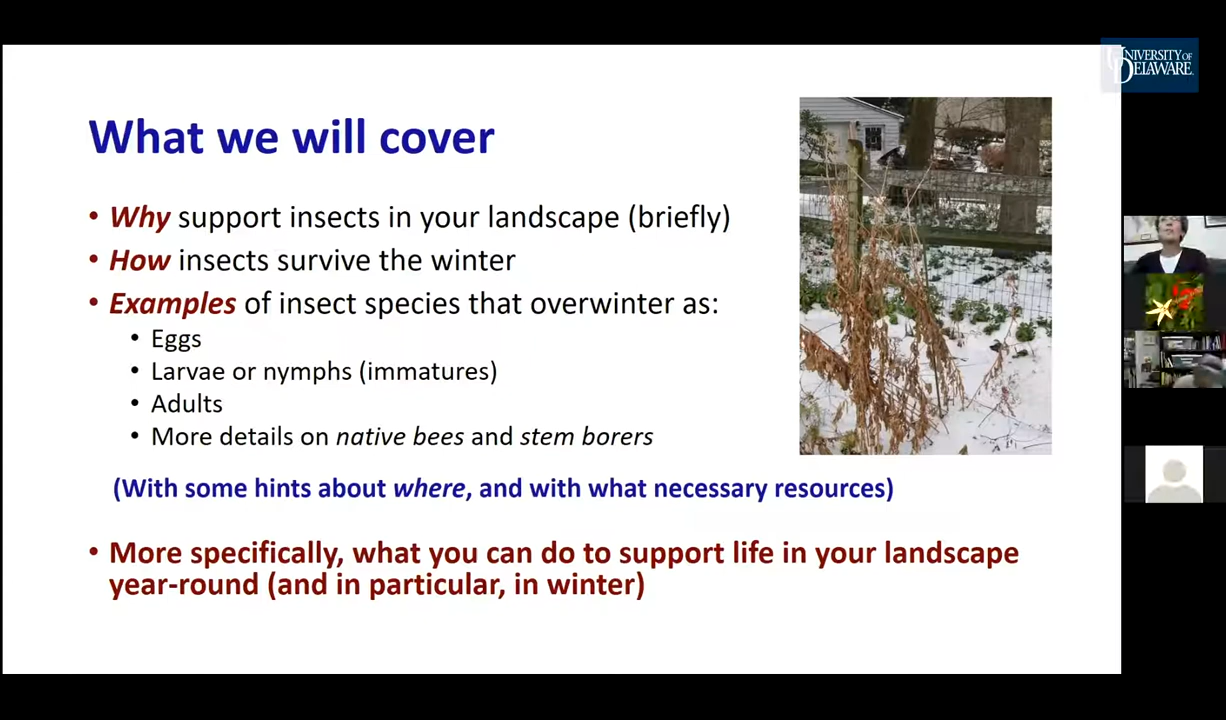 UNIVERSITY OF
DELAWARE
What we will cover
• Why support insects in your landscape (briefly)
• How insects survive the winter
• Examples of insect species that overwinter as:
• Eggs
• Larvae or nymphs (immatures)
• Adults
• More details on native bees and stem borers
(With some hints about where, and with what necessary resources)
• More specifically, what you can do to support life in your landscape
year-round (and in particular, in winter)